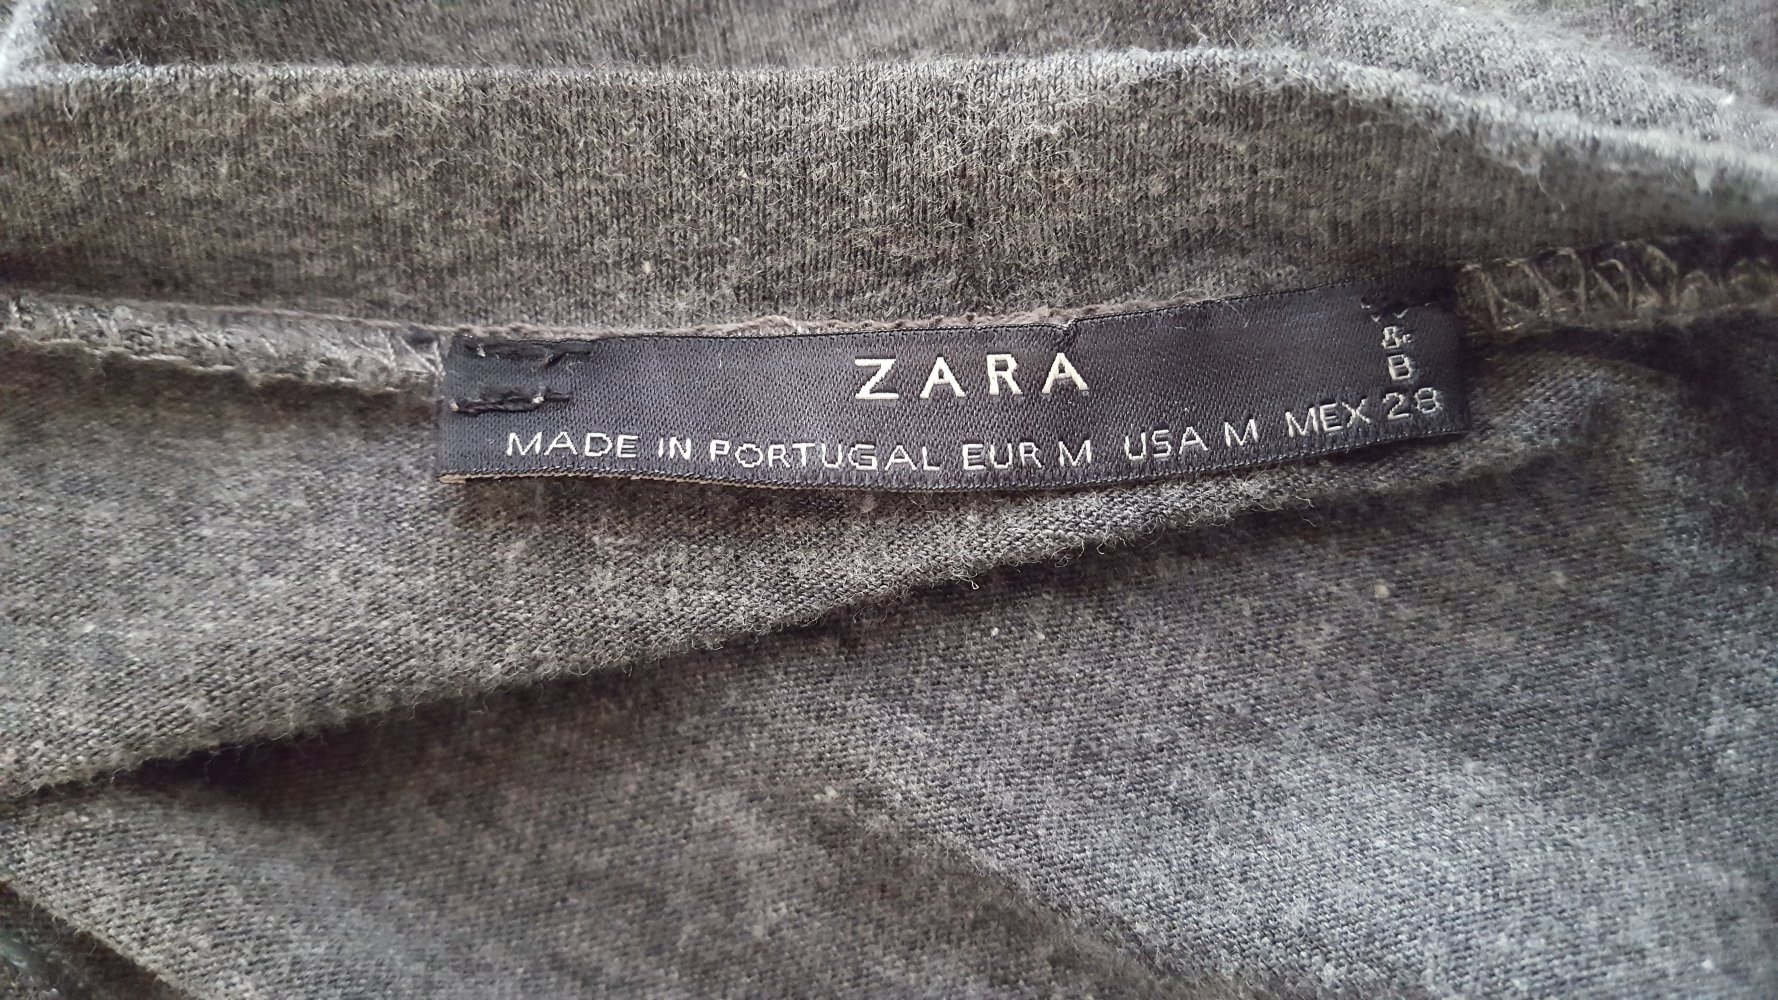 ZARA
&
B
MADE IN PORTUGAL EUR M USA M MEX 28